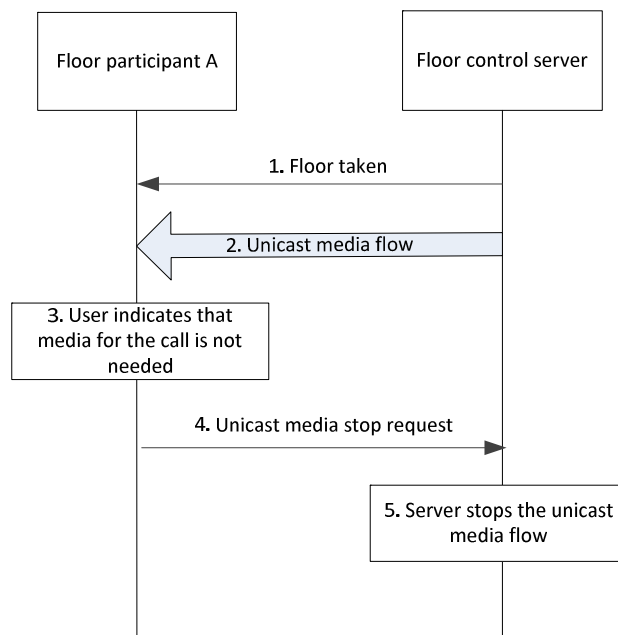 Floor participant A
Floor control server
1. Floor taken
2. Unicast media flow
3. User indicates that
media for the call is not
needed
4. Unicast media stop request
5. Server stops the unicast
media flow